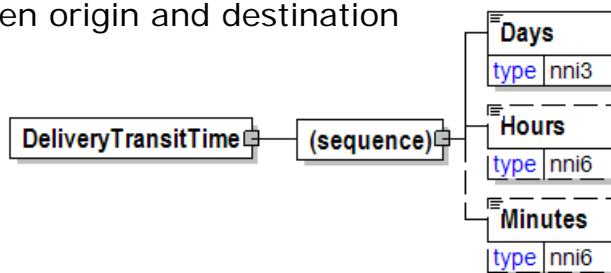 en origin and destination
Days
type nni3
DeliveryTransitTime
(sequence)
Hours
type nni6
Minutes
type nni6